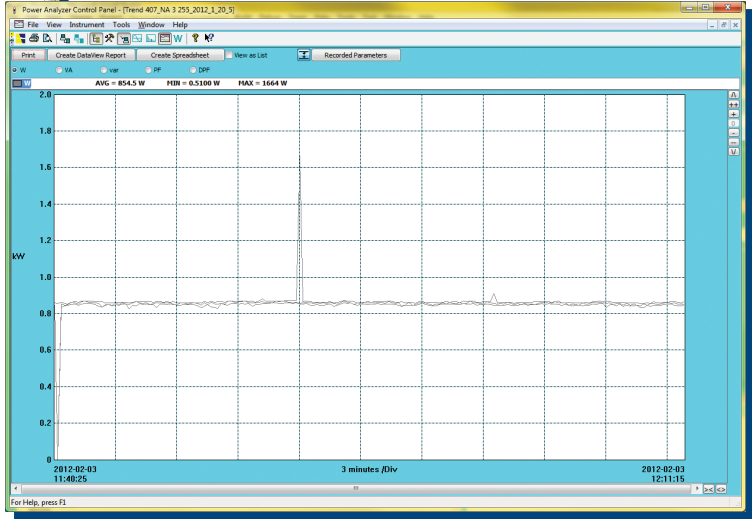 Power Analyzer Control Panel - [Trend 407_NA 3 255_2012_1_20_5]
File View Instrument Tools Window Help
W
Print Create DataView Report Create Spreadsheet View as List Recorded Parameters
W VA var PF DPF
W AVG = 854.5 W MIN = 0.5100 W MAX = 1664 W
2.0
1.8
1.6
1.4
1.2
kW
1.0
0.8
0.6
0.4
0.2
0
2012-02-03 3 minutes /Div 2012-02-03
11:40:25 12:11:15
For Help, press F1